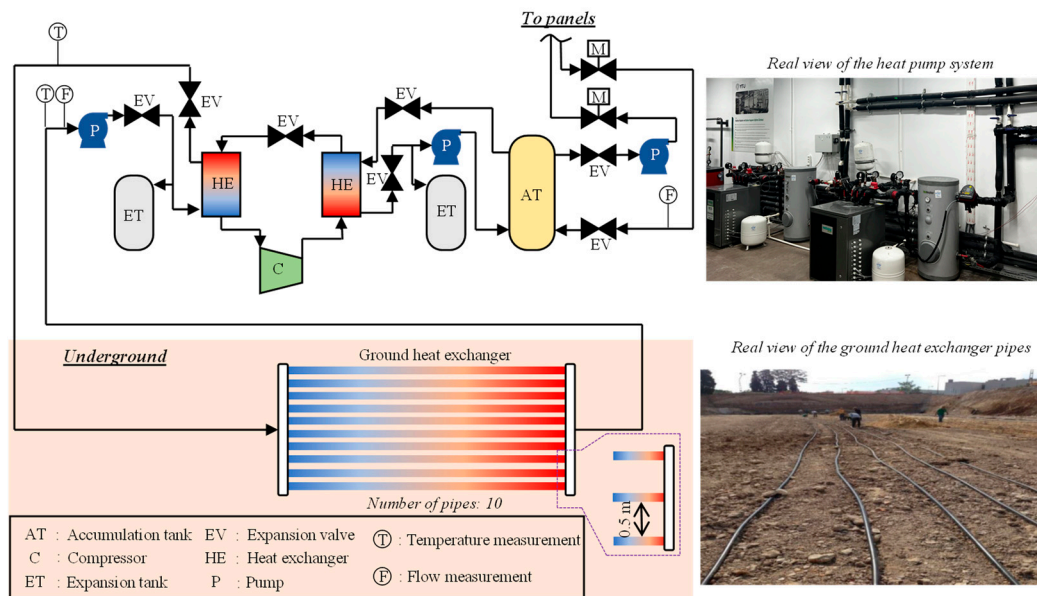 To panels
T
M
Real view of the heat pump system
T
F
EV
EV
EV
EV
M
P
P
P
HE
HE
EV
EV
ET
ET
AT
F
C
EV
Underground
Ground heat exchanger
Real view of the ground heat exchanger pipes
Number of pipes: 10
0.5 m
AT : Accumulation tank
EV : Expansion valve
T : Temperature measurement
C : Compressor
HE : Heat exchanger
ET : Expansion tank
P : Pump
F : Flow measurement